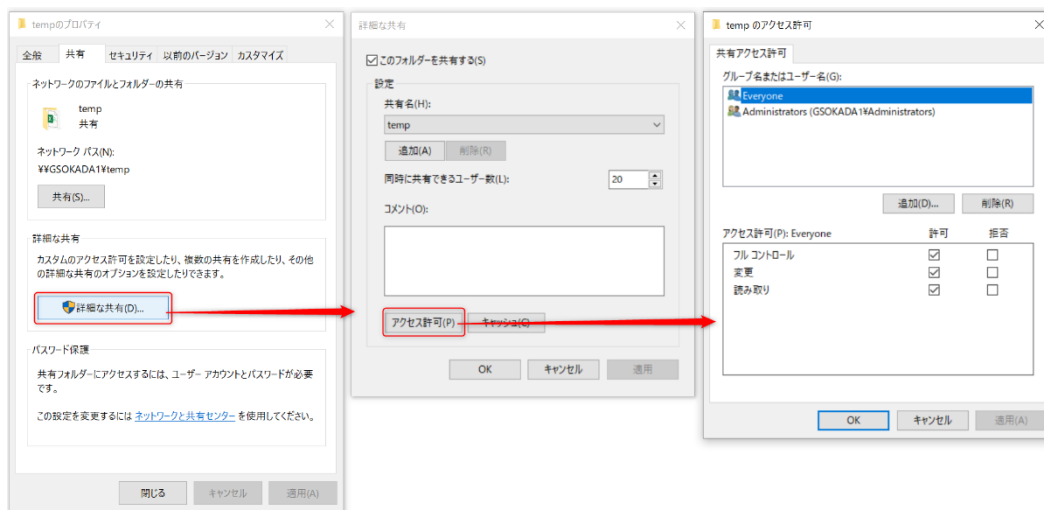 tempのプロパティ
全般 共有 セキュリティ 以前のバージョン カスタマイズ
ネットワークのファイルとフォルダーの共有
temp
共有
ネットワーク パス(N):
¥¥GSOKADA1¥temp
共有(S)...
詳細な共有
カスタムのアクセス許可を設定したり、複数の共有を作成したり、その他
の詳細な共有のオプションを設定したりできます。
詳細な共有(D)...
パスワード保護
共有フォルダーにアクセスするには、ユーザー アカウントとパスワードが必要
です。
この設定を変更するには ネットワークと共有センター を使用してください。
閉じる キャンセル 適用(A)
詳細な共有
このフォルダーを共有する(S)
設定
共有名(H):
temp
追加(A) 削除(R)
同時に共有できるユーザー数(L): 20
コメント(O):
アクセス許可(P) キャッシュ(C)
OK キャンセル 適用
temp のアクセス許可
共有アクセス許可
グループ名またはユーザー名(G):
Everyone
Administrators (GSOKADA1¥Administrators)
追加(D)... 削除(R)
アクセス許可(P): Everyone 許可 拒否
フル コントロール
変更
読み取り
OK キャンセル 適用(A)